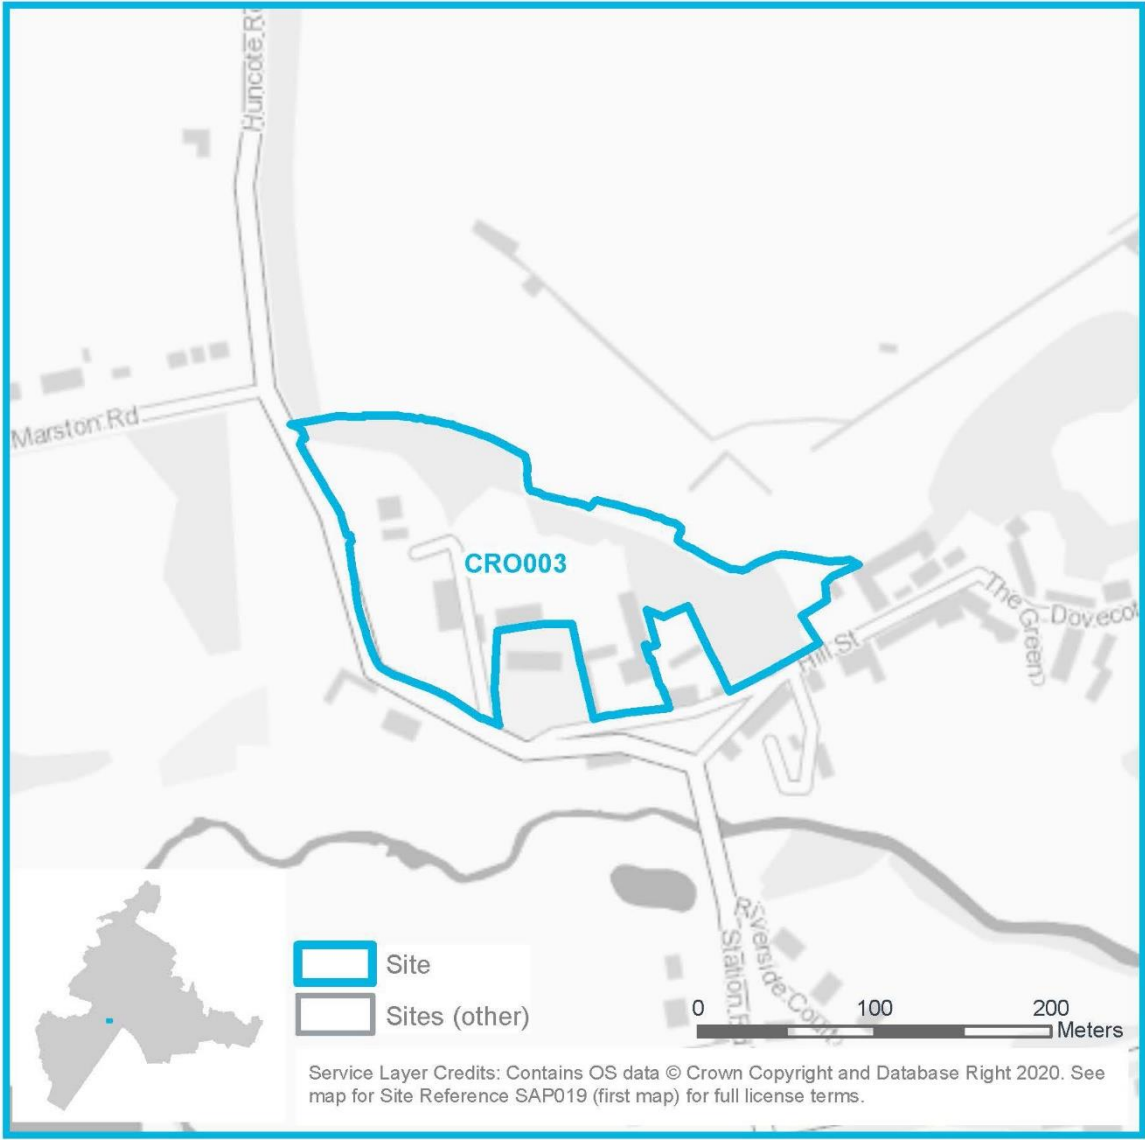 Huncote Rd
Marston Rd
CRO003
Hill St
The Green
Dovecot
Riverside Court
Station Rd
Site
Sites (other)
0 100 200
Meters
Service Layer Credits: Contains OS data © Crown Copyright and Database Right 2020. See
map for Site Reference SAP019 (first map) for full license terms.